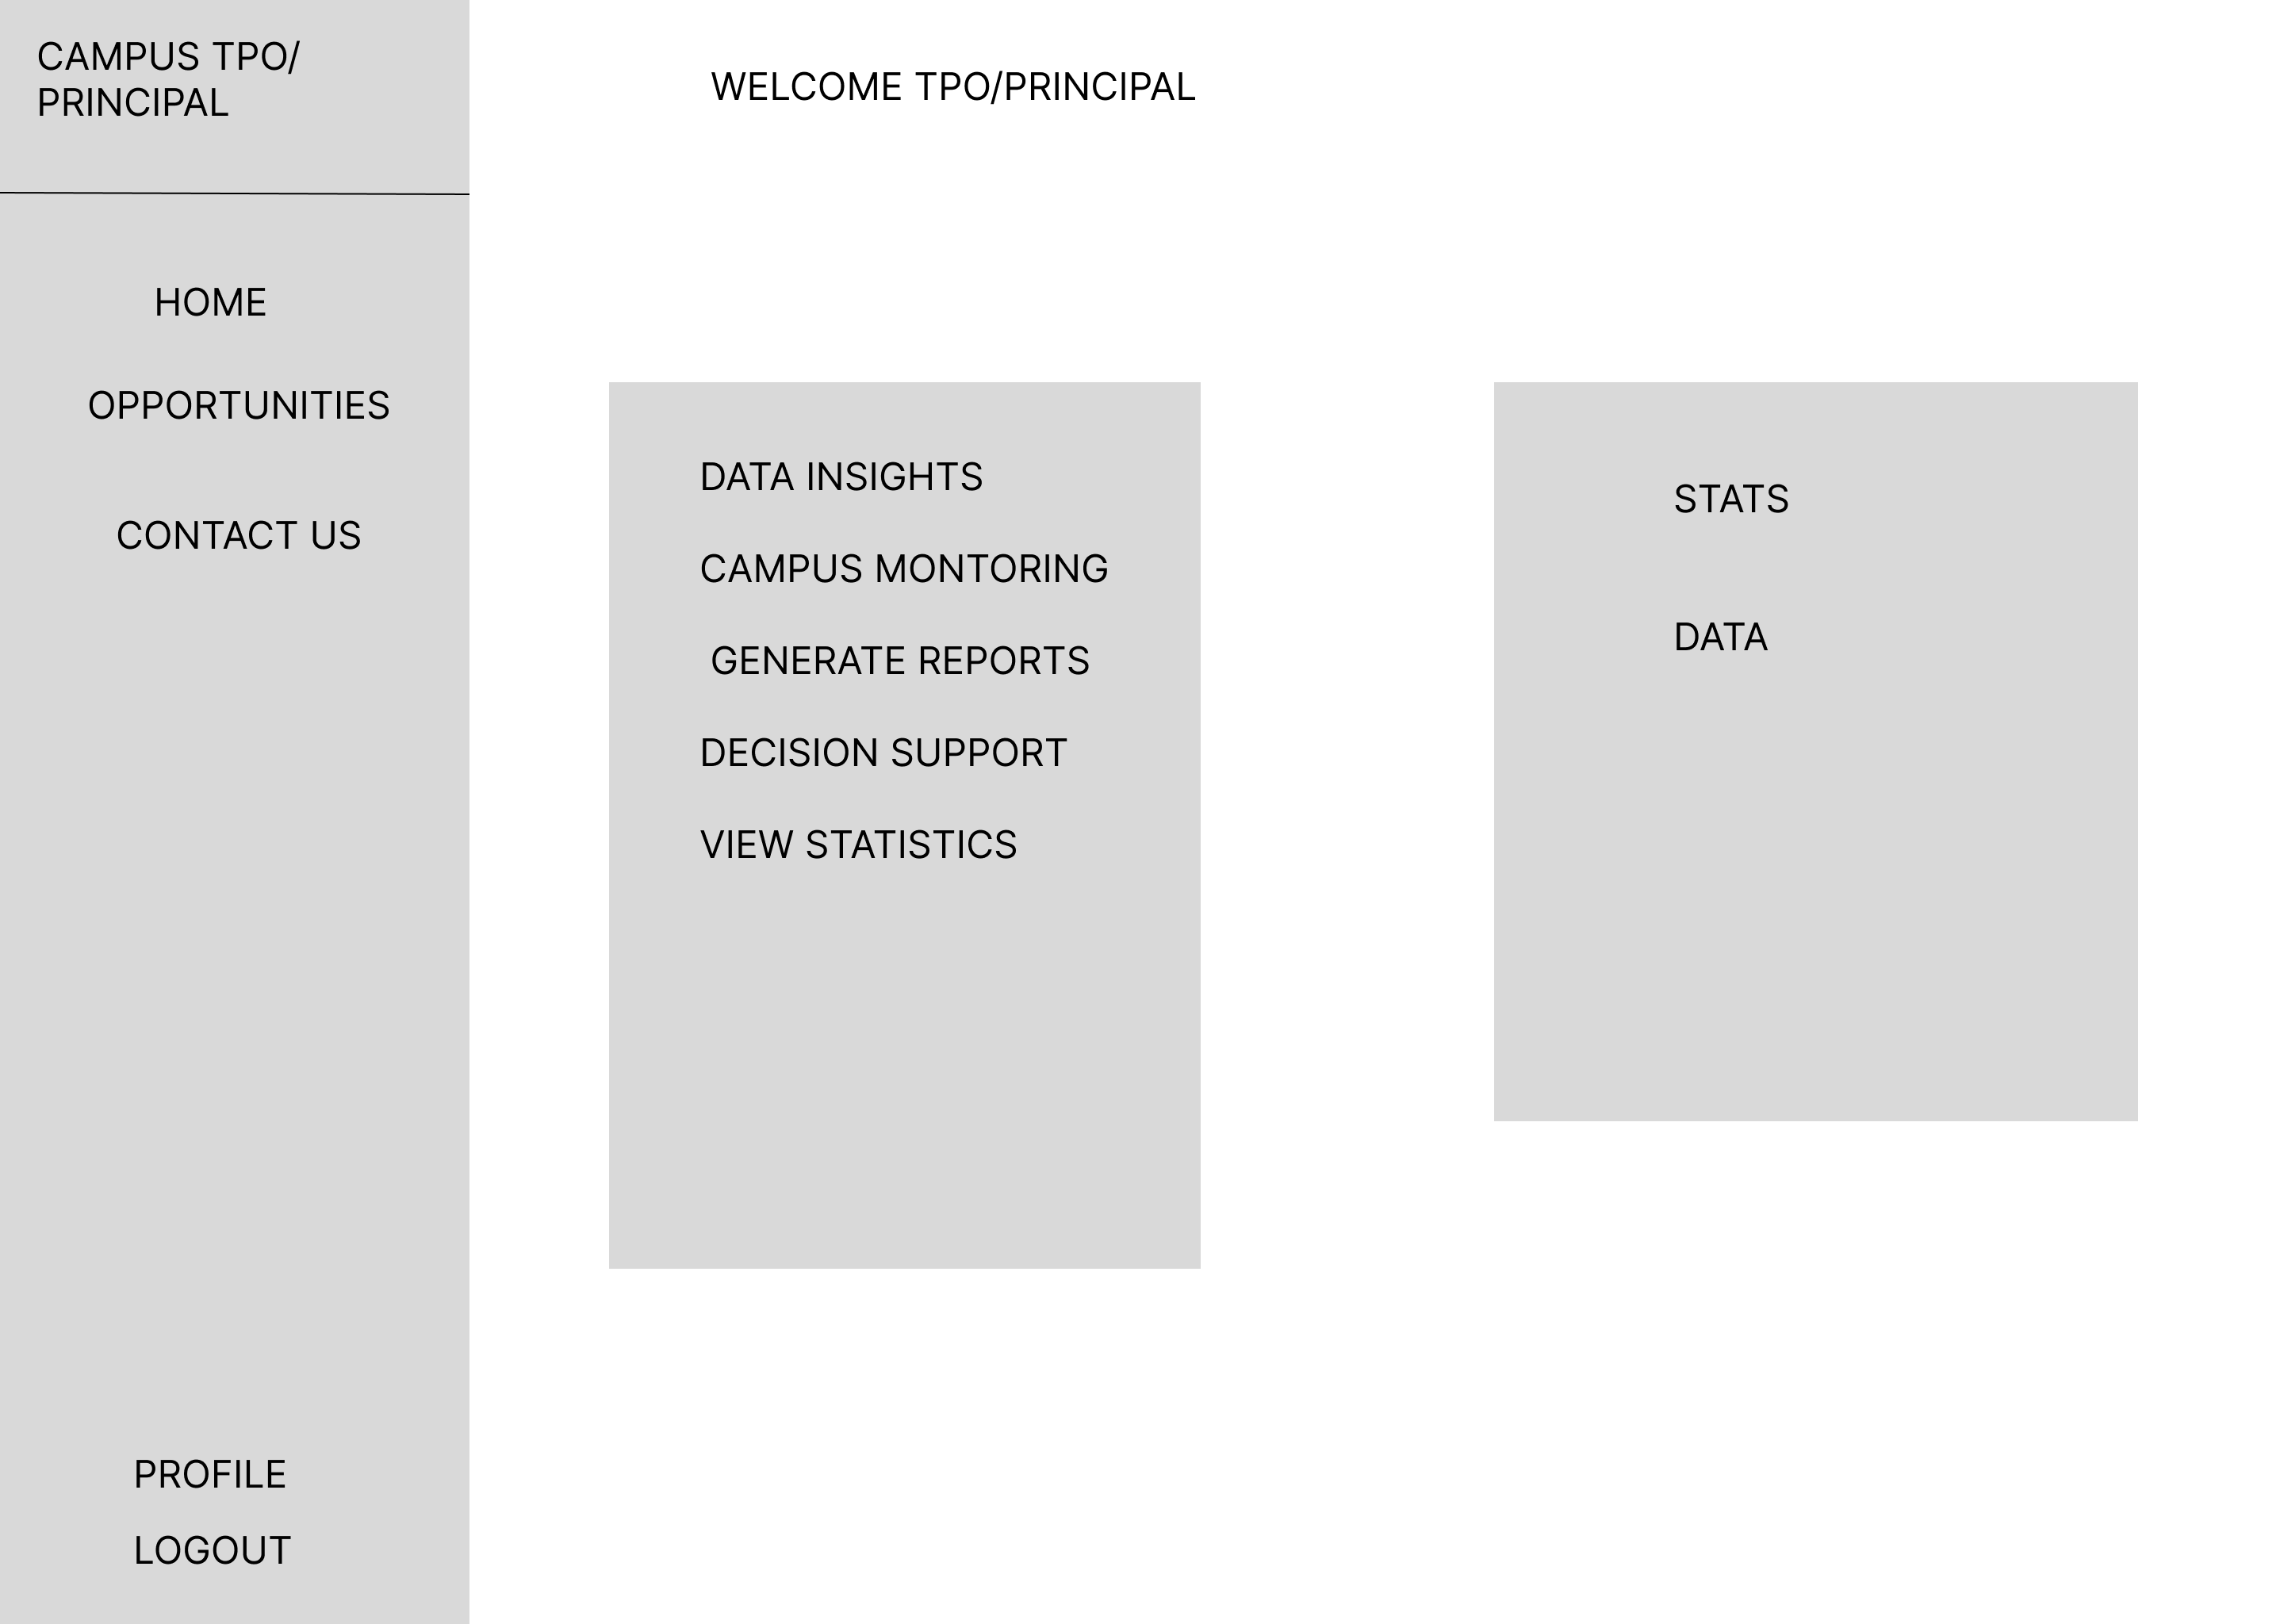 CAMPUS TPO/
PRINCIPAL
HOME
OPPORTUNITIES
CONTACT US
PROFILE
LOGOUT
WELCOME TPO/PRINCIPAL
DATA INSIGHTS
CAMPUS MONTORING
GENERATE REPORTS
DECISION SUPPORT
VIEW STATISTICS
STATS
DATA